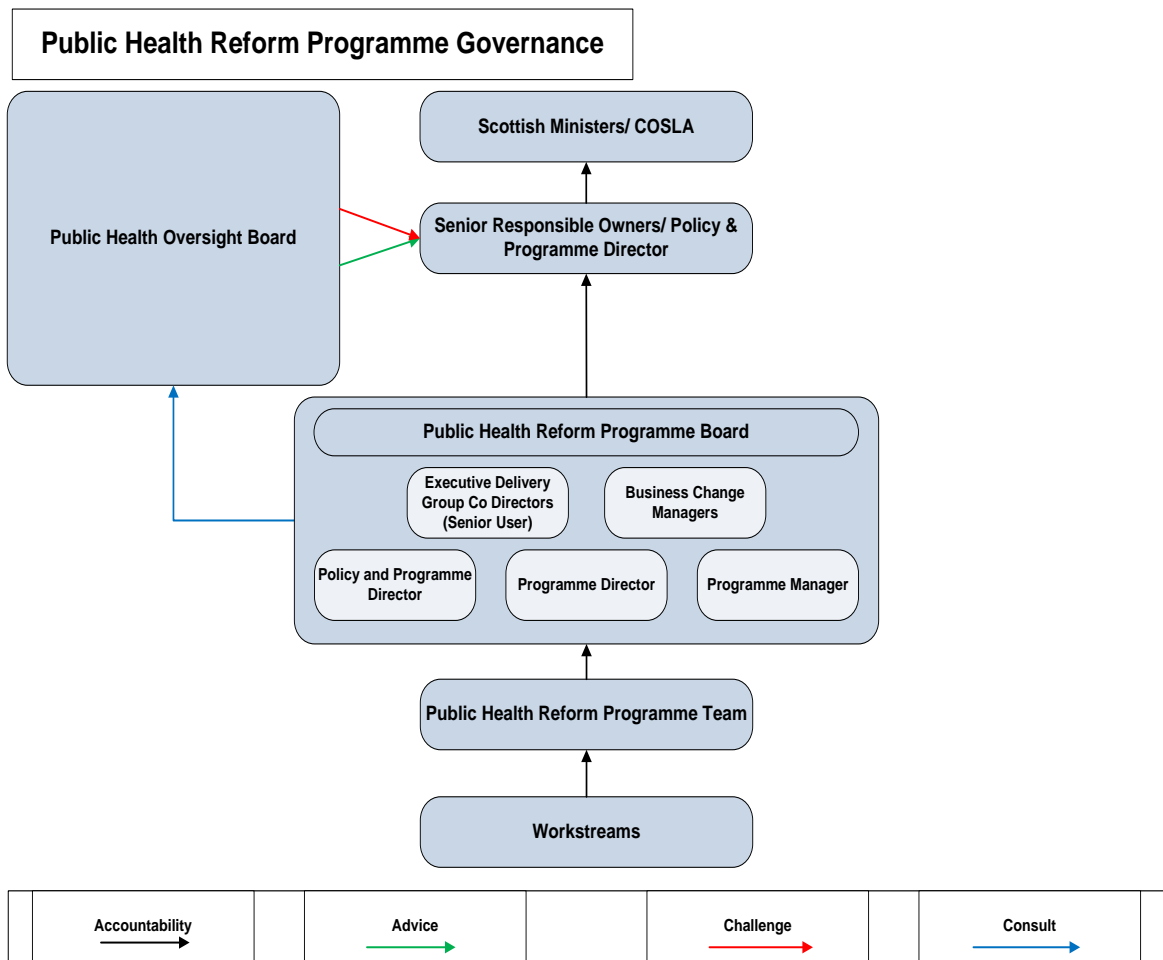 Public Health Reform Programme Governance
Scottish Ministers/ COSLA
Public Health Oversight Board
Senior Responsible Owners/ Policy &
Programme Director
Public Health Reform Programme Board
Executive Delivery
Group Co Directors
(Senior User)
Business Change
Managers
Policy and Programme
Director
Programme Director
Programme Manager
Public Health Reform Programme Team
Workstreams
Accountability
Advice
Challenge
Consult